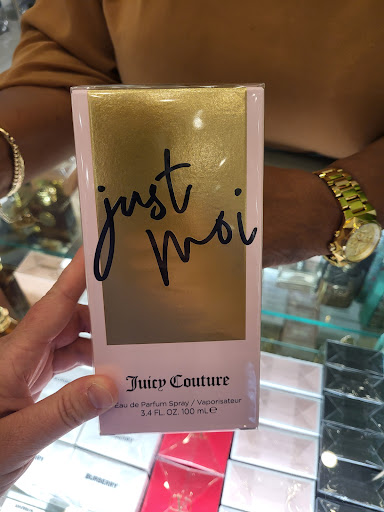 just
moi
Juicy Couture
Eau de Parfum Spray / Vaporisateur
3.4 FL. OZ. 100 mL e
BURBERRY